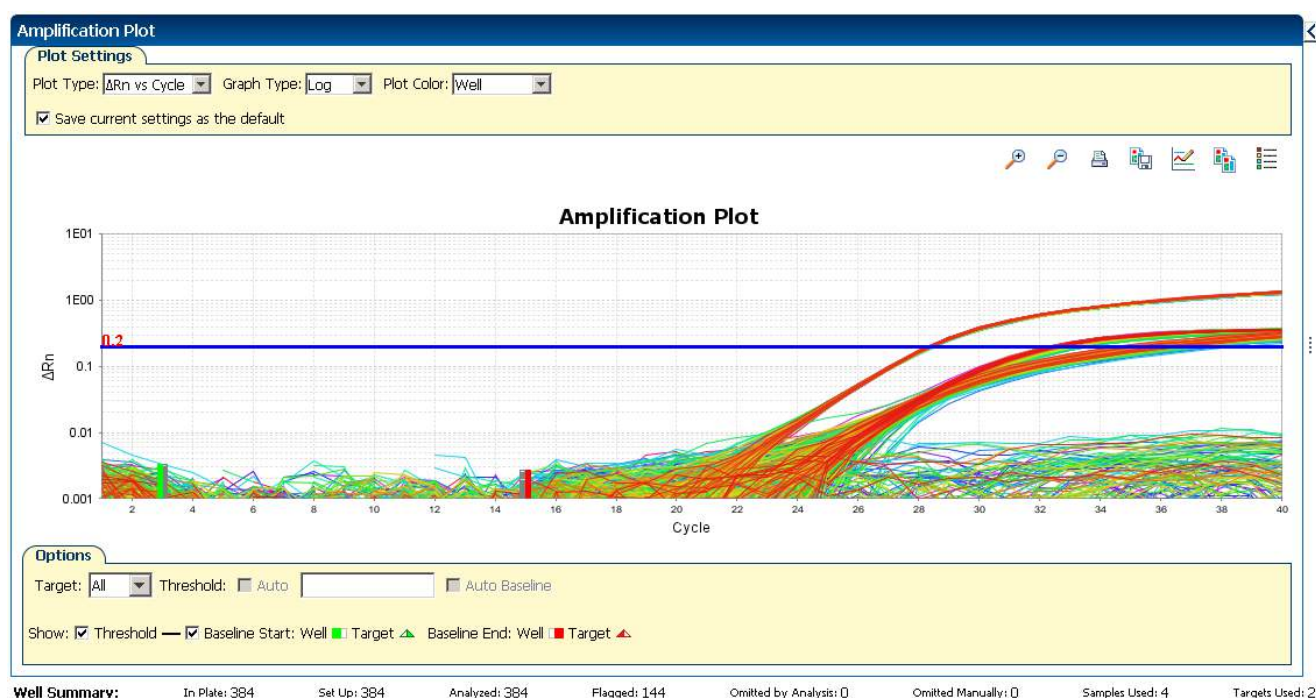 Amplification Plot
Plot Settings
Plot Type: ΔRn vs Cycle Graph Type: Log Plot Color: Well
Save current settings as the default
Amplification Plot
1E01
1E00
0.2
0.1
0.01
0.001
ΔRn
2 4 6 8 10 12 14 16 18 20 22 24 26 28 30 32 34 36 38 40
Cycle
Options
Target: All Threshold: Auto Auto Baseline
Show: Threshold Baseline Start: Well Target Baseline End: Well Target
Well Summary: In Plate: 384 Set Up: 384 Analyzed: 384 Flagged: 144 Omitted by Analysis: 0 Omitted Manually: 0 Samples Used: 4 Targets Used: 2